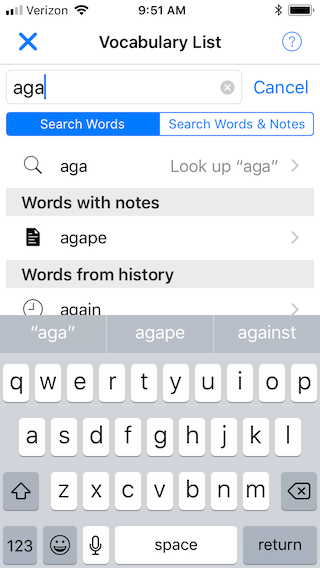 Verizon 9:51 AM
Vocabulary List ?
aga Cancel
Search Words Search Words & Notes
aga Look up “aga”
Words with notes
agape
Words from history
again
“aga” agape against
q w e r t y u i o p
a s d f g h j k l
z x c v b n m
123 space return